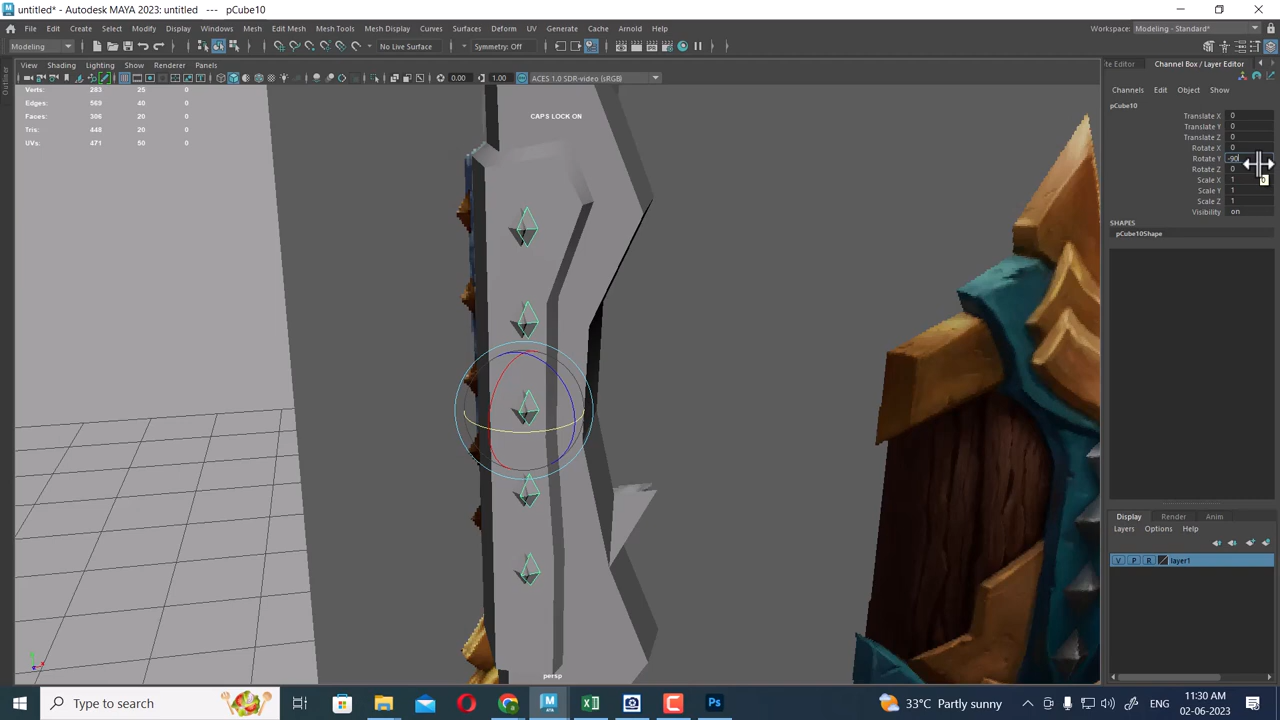 untitled* - Autodesk MAYA 2023: untitled --- pCube10
File Edit Create Select Modify Display Windows Mesh Edit Mesh Mesh Tools Mesh Display Curves Surfaces Deform UV Generate Cache Arnold Help
Workspace: Modeling - Standard*
Modeling
No Live Surface
Symmetry: Off
View Shading Lighting Show Renderer Panels
0.00
1.00
ACES 1.0 SDR-video (sRGB)
Outliner
Verts: 283 25 0
Edges: 569 40 0
Faces: 306 20 0
Tris: 448 20 0
UVs: 471 50 0
CAPS LOCK ON
persp
Channel Box / Layer Editor
Channels Edit Object Show
pCube10
Translate X 0
Translate Y 0
Translate Z 0
Rotate X 0
Rotate Y -90
Rotate Z 0
Scale X 1
Scale Y 1
Scale Z 1
Visibility on
SHAPES
pCube10Shape
Display Render Anim
Layers Options Help
V P R layer1
Type here to search
33°C Partly sunny
ENG
11:30 AM
02-06-2023